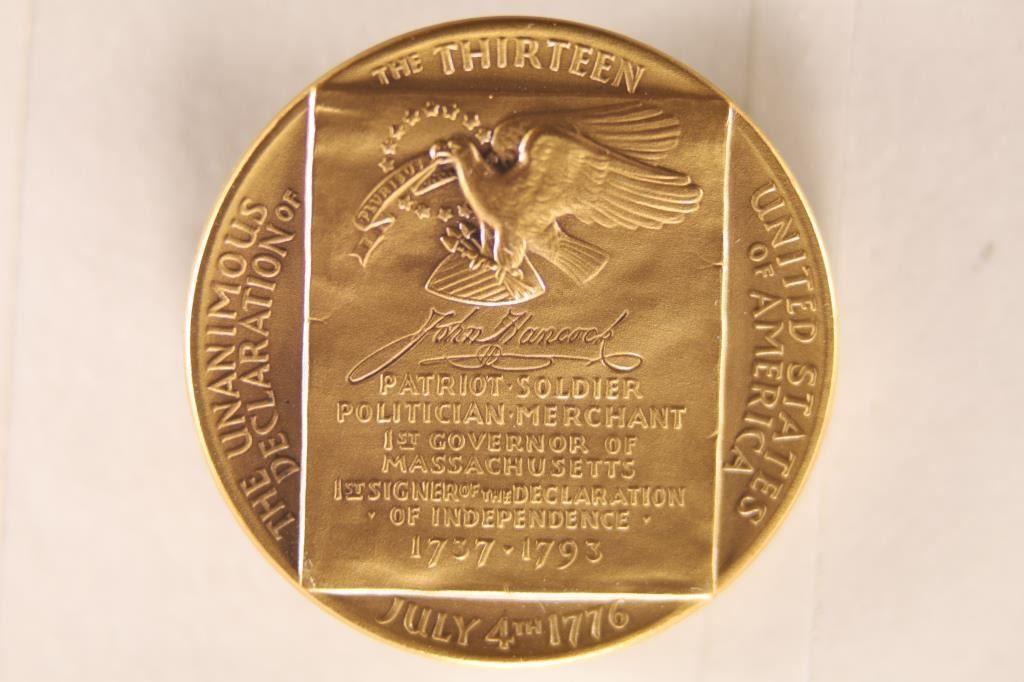 THE THIRTEEN
THE UNANIMOUS
DECLARATION OF
UNITED STATES
OF AMERICA
PLURIBUS
John Hancock
PATRIOT·SOLDIER
POLITICIAN·MERCHANT
1ST GOVERNOR OF
MASSACHUSETTS
1ST SIGNER OF THE DECLARATION
· OF INDEPENDENCE ·
1737·1793
JULY 4TH 1776